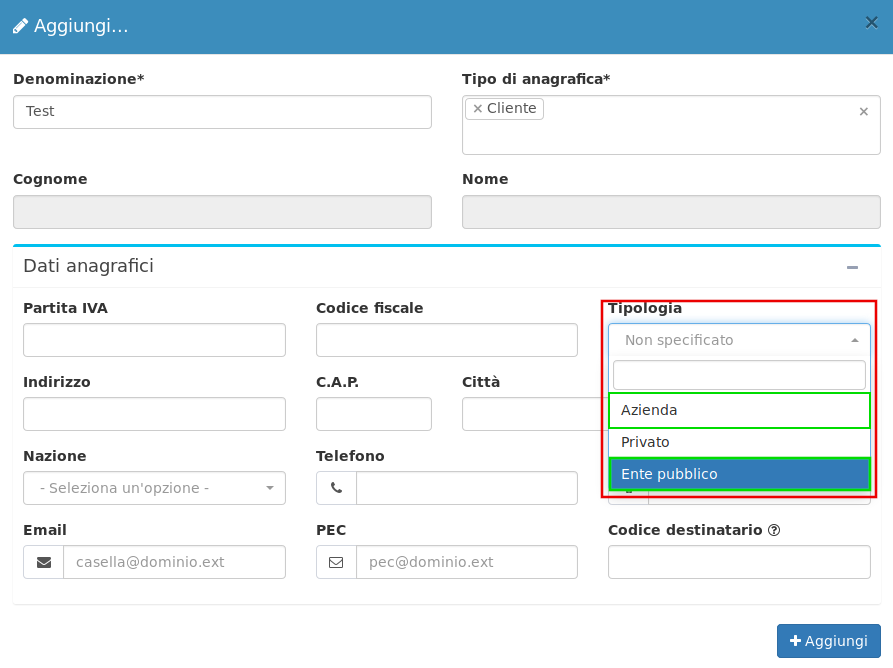 Aggiungi...
×
Denominazione*
Tipo di anagrafica*
Test
× Cliente
×
Cognome
Nome
Dati anagrafici
Partita IVA
Codice fiscale
Tipologia
Non specificato
Azienda
Privato
Ente pubblico
Indirizzo
C.A.P.
Città
Nazione
Telefono
- Seleziona un'opzione -
Email
PEC
Codice destinatario
casella@dominio.ext
pec@dominio.ext
Aggiungi